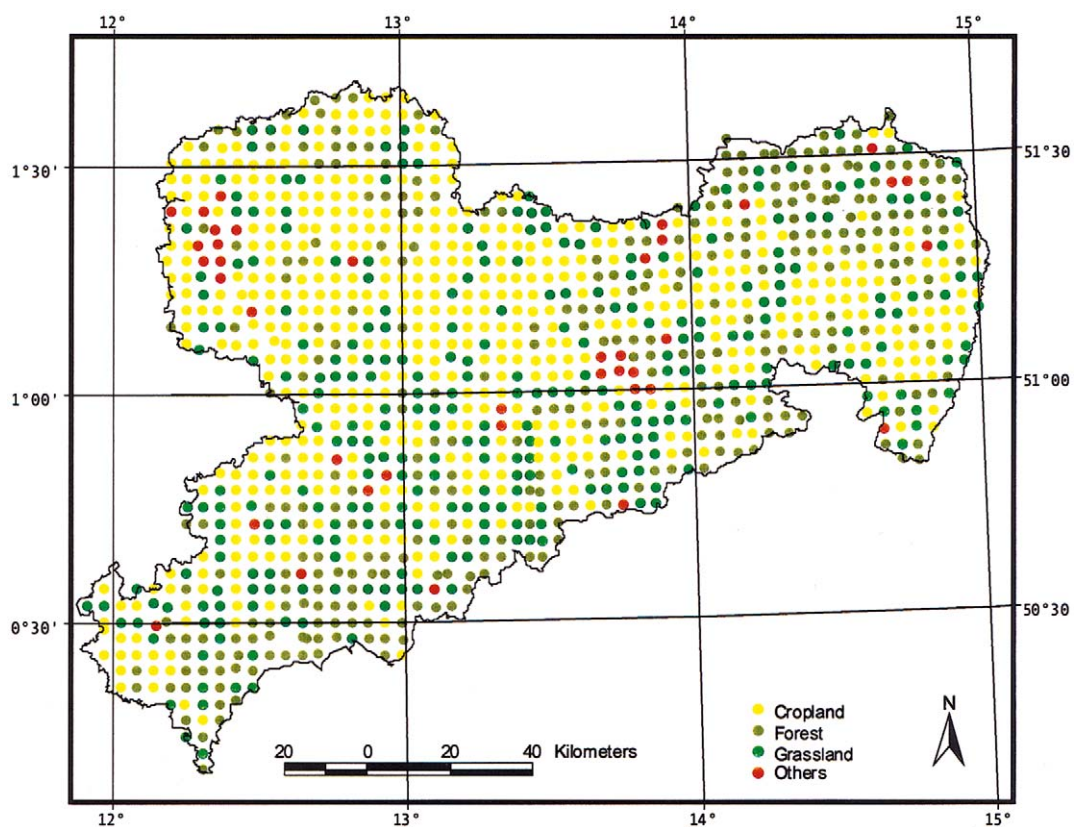 12 13° 14° 15°
1°30' 51°30
1°00' 51°00
0°30' 50°30
N
Cropland
Forest
Grassland
Others
20 0 20 40 Kilometers
12 13 14 15°